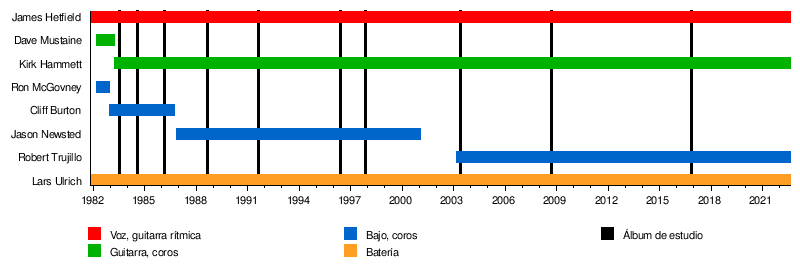 James Hetfield
Dave Mustaine
Kirk Hammett
Ron McGovney
Cliff Burton
Jason Newsted
Robert Trujillo
Lars Ulrich
1982 1985 1988 1991 1994 1997 2000 2003 2006 2009 2012 2015 2018 2021
Voz, guitarra rítmica Bajo, coros Álbum de estudio
Guitarra, coros Batería